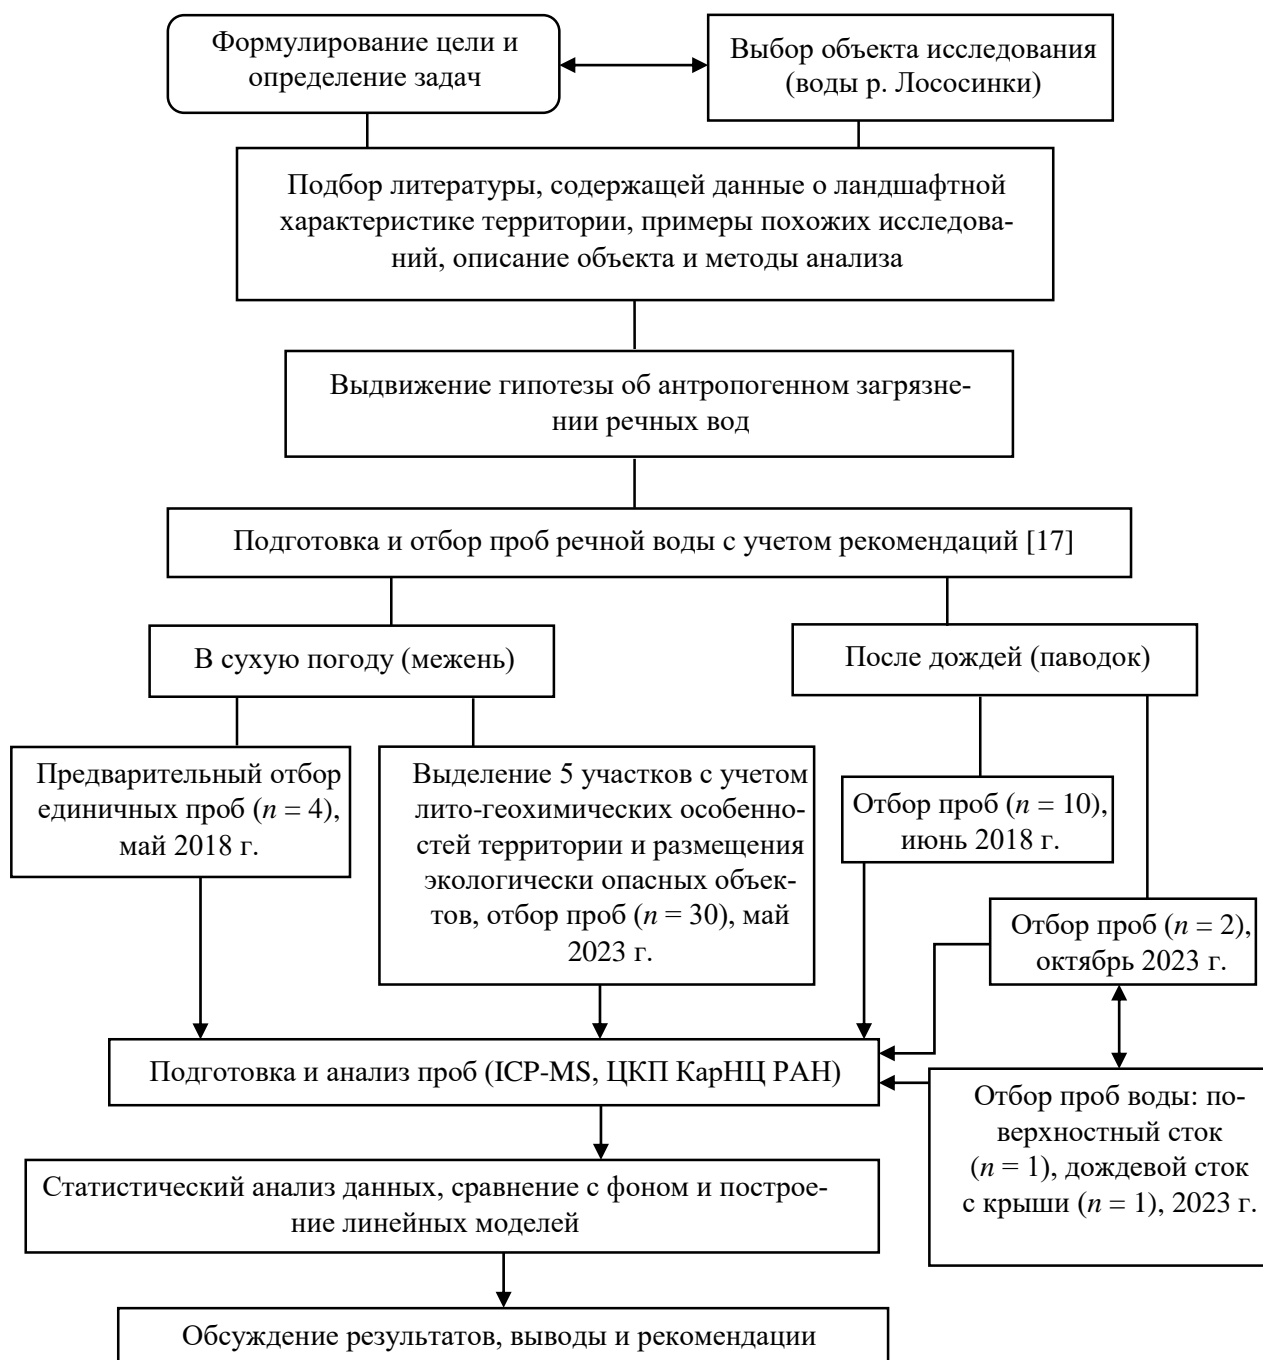 Формулирование цели и
определение задач
Выбор объекта исследования
(воды р. Лососинки)
Подбор литературы, содержащей данные о ландшафтной
характеристике территории, примеры похожих исследова-
ний, описание объекта и методы анализа
Выдвижение гипотезы об антропогенном загрязне-
нии речных вод
Подготовка и отбор проб речной воды с учетом рекомендаций [17]
В сухую погоду (межень)
После дождей (паводок)
Предварительный отбор
единичных проб (n = 4),
май 2018 г.
Выделение 5 участков с учетом
лито-геохимических особенно-
стей территории и размещения
экологически опасных объек-
тов, отбор проб (n = 30), май
2023 г.
Отбор проб (n = 10),
июнь 2018 г.
Отбор проб (n = 2),
октябрь 2023 г.
Подготовка и анализ проб (ICP-MS, ЦКП КарНЦ РАН)
Отбор проб воды: по-
верхностный сток
(n = 1), дождевой сток
с крыши (n = 1), 2023 г.
Статистический анализ данных, сравнение с фоном и построе-
ние линейных моделей
Обсуждение результатов, выводы и рекомендации